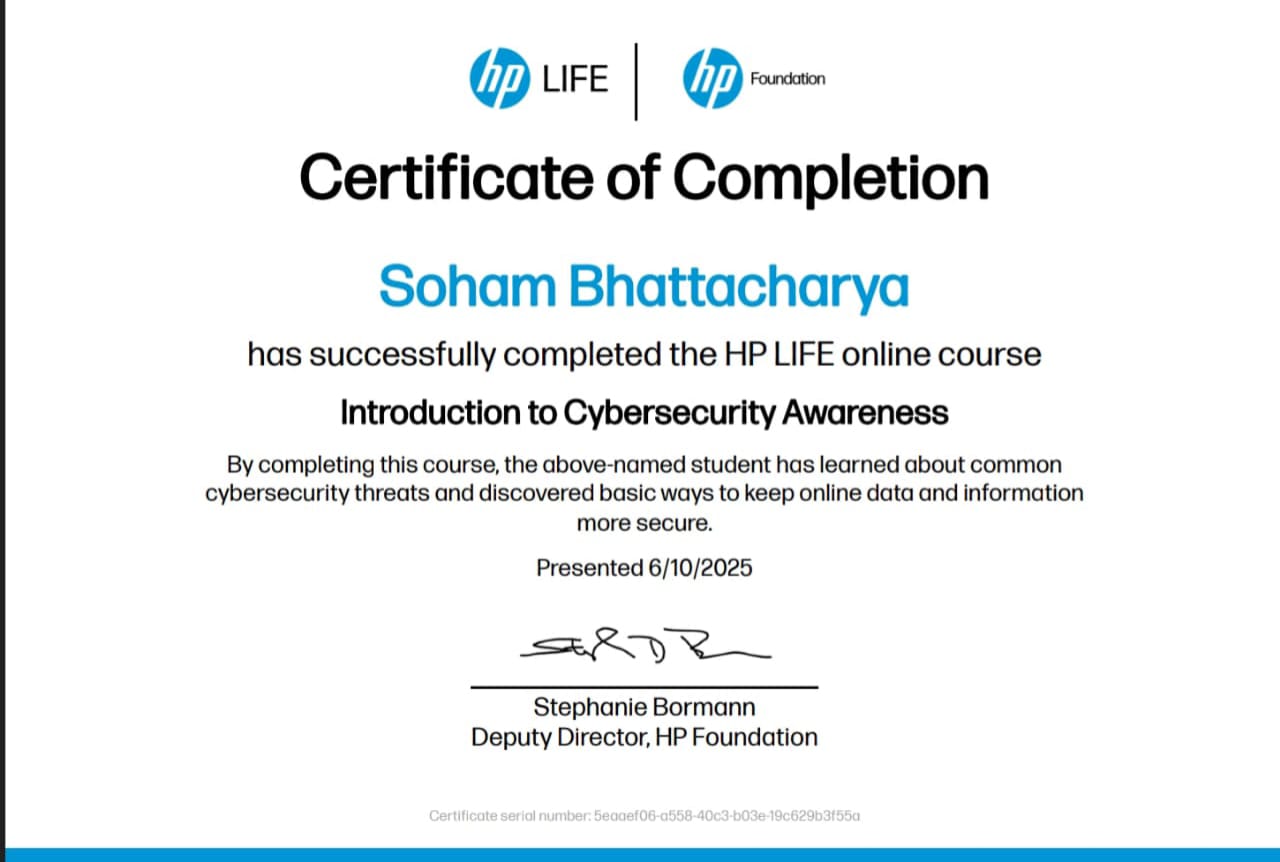 hp LIFE | hp Foundation
Certificate of Completion
Soham Bhattacharya
has successfully completed the HP LIFE online course
Introduction to Cybersecurity Awareness
By completing this course, the above-named student has learned about common
cybersecurity threats and discovered basic ways to keep online data and information
more secure.
Presented 6/10/2025
Stephanie Bormann
Deputy Director, HP Foundation
Certificate serial number: 5eaaef06-a558-40c3-b03e-19c629b3f55a